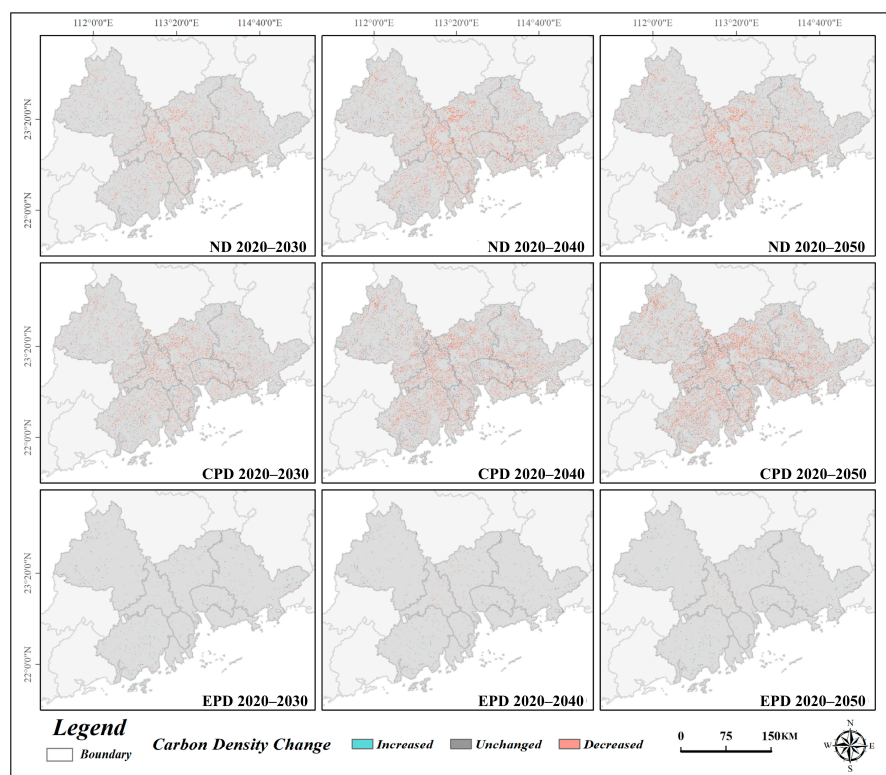 112°0'0"E 113°20'0"E 114°40'0"E 112°0'0"E 113°20'0"E 114°40'0"E 112°0'0"E 113°20'0"E 114°40'0"E
23°20'0"N
22°0'0"N
ND 2020–2030 ND 2020–2040 ND 2020–2050
23°20'0"N
22°0'0"N
CPD 2020–2030 CPD 2020–2040 CPD 2020–2050
23°20'0"N
22°0'0"N
EPD 2020–2030 EPD 2020–2040 EPD 2020–2050
Legend
Boundary
Carbon Density Change Increased Unchanged Decreased
0 75 150KM
N
W E
S